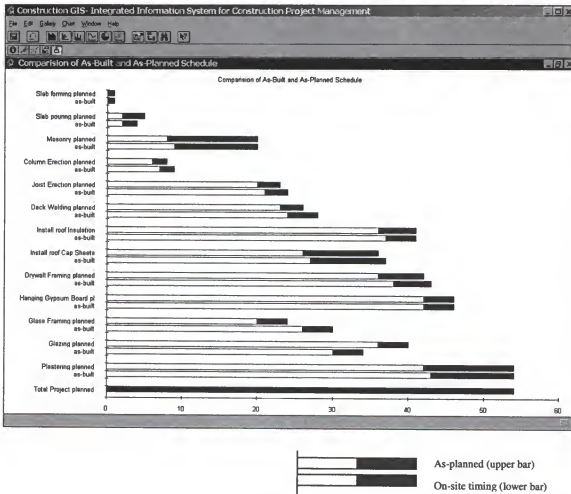 Construction GIS- Integrated Information System for Construction Project Management
File Edit Gallery Chart Window Help
Comparision of As-Built and As-Planned Schedule
Comparision of As-Built and As-Planned Schedule
Slab forming planned
as-built
Slab pouring planned
as-built
Masonry planned
as-built
Column Erection planned
as-built
Joist Erection planned
as-built
Deck Welding planned
as-built
Install roof Insulation
as-built
Install roof Cap Sheets
as-built
Drywall Framing planned
as-built
Hanging Gypsum Board pl
as-built
Glass Framing planned
as-built
Glazing planned
as-built
Plastering planned
as-built
Total Project planned
0 10 20 30 40 50 60
As-planned (upper bar)
On-site timing (lower bar)